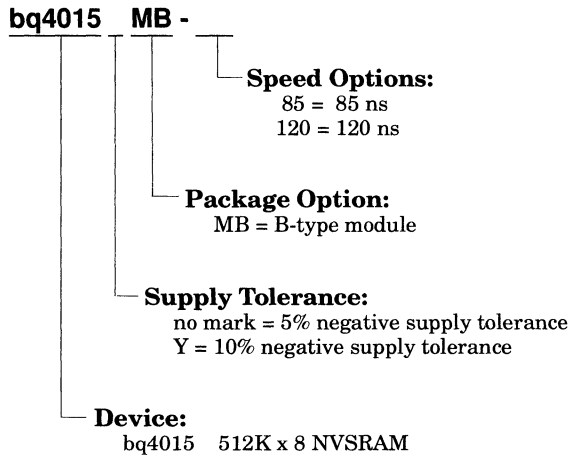 bq4015 _ MB - __
Speed Options:
85 = 85 ns
120 = 120 ns
Package Option:
MB = B-type module
Supply Tolerance:
no mark = 5% negative supply tolerance
Y = 10% negative supply tolerance
Device:
bq4015 512K x 8 NVSRAM